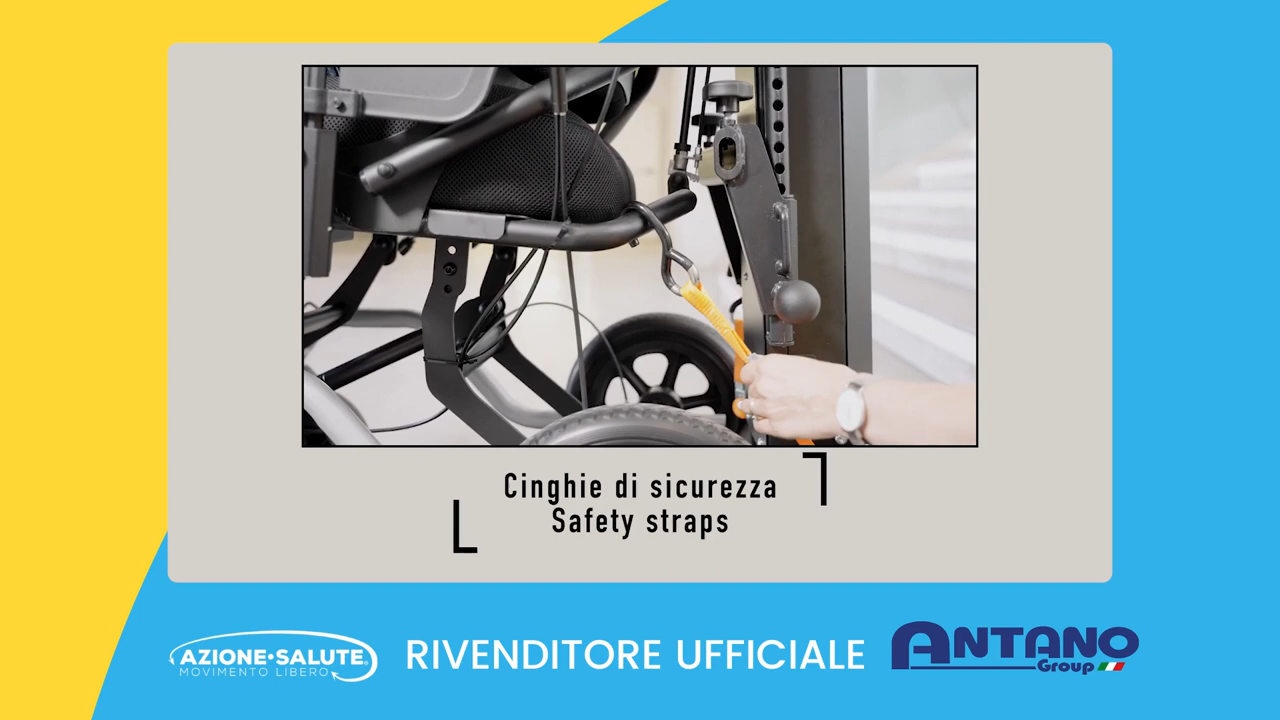 Cinghie di sicurezza
Safety straps
AZIONE•SALUTE®
MOVIMENTO LIBERO
RIVENDITORE UFFICIALE
ANTANO
Group